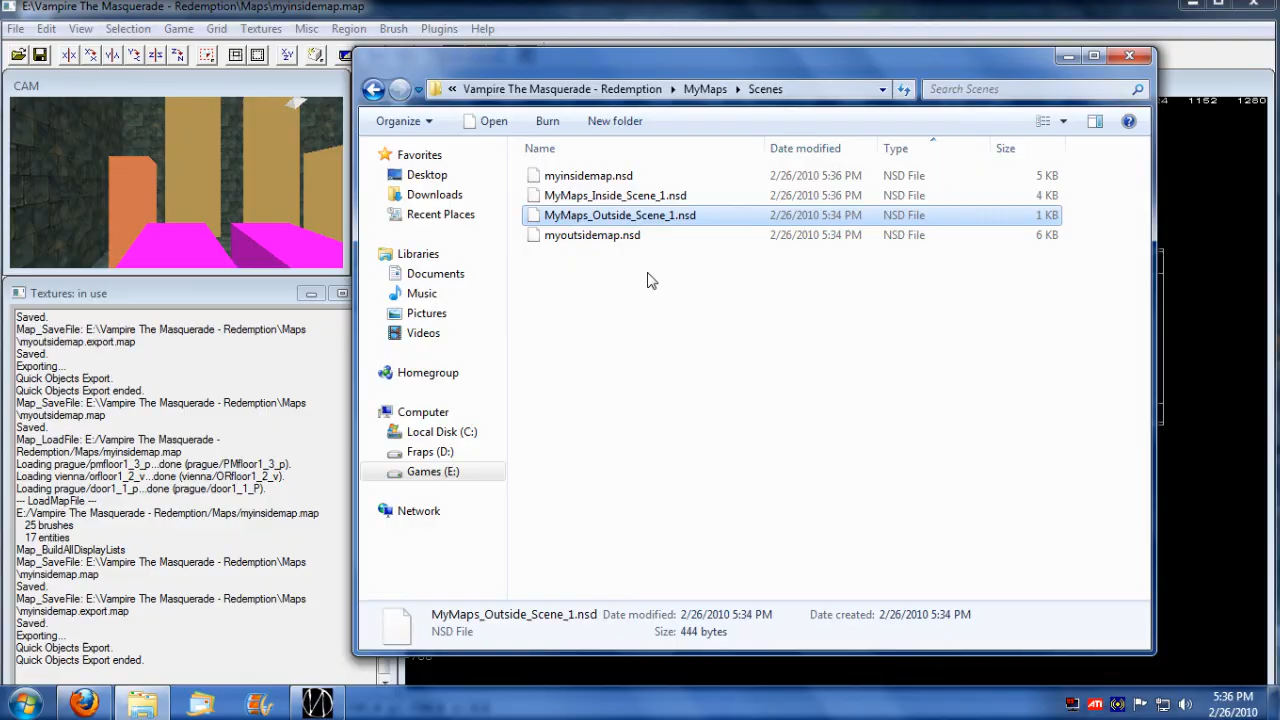 E:\Vampire The Masquerade - Redemption\Maps\myinsidemap.map
File Edit View Selection Game Grid Textures Misc Region Brush Plugins Help
CAM
1152 1280
« Vampire The Masquerade - Redemption MyMaps Scenes
Search Scenes
Organize Open Burn New folder
Name Date modified Type Size
myinsidemap.nsd 2/26/2010 5:36 PM NSD File 5 KB
MyMaps_Inside_Scene_1.nsd 2/26/2010 5:36 PM NSD File 4 KB
MyMaps_Outside_Scene_1.nsd 2/26/2010 5:34 PM NSD File 1 KB
myoutsidemap.nsd 2/26/2010 5:34 PM NSD File 6 KB
Favorites
Desktop
Downloads
Recent Places
Libraries
Documents
Music
Pictures
Videos
Homegroup
Computer
Local Disk (C:)
Fraps (D:)
Games (E:)
Network
MyMaps_Outside_Scene_1.nsd Date modified: 2/26/2010 5:34 PM Date created: 2/26/2010 5:34 PM
NSD File Size: 444 bytes
Textures: in use
Saved.
Map_SaveFile: E:\Vampire The Masquerade - Redemption\Maps
\myoutsidemap.export.map
Saved.
Exporting...
Quick Objects Export.
Quick Objects Export ended.
Map_SaveFile: E:\Vampire The Masquerade - Redemption\Maps
\myoutsidemap.map
Saved.
Map_LoadFile: E:/Vampire The Masquerade -
Redemption/Maps/myinsidemap.map
Loading prague/pmfloor1_3_p...done (prague/PMfloor1_3_p).
Loading vienna/orfloor1_2_v...done (vienna/ORfloor1_2_v).
Loading prague/door1_1_p...done (prague/door1_1_P).
--- LoadMapFile ---
E:/Vampire The Masquerade - Redemption/Maps/myinsidemap.map
25 brushes
17 entities
Map_BuildAllDisplayLists
Map_SaveFile: E:\Vampire The Masquerade - Redemption\Maps
\myinsidemap.map
Saved.
Map_SaveFile: E:\Vampire The Masquerade - Redemption\Maps
\myinsidemap.export.map
Saved.
Exporting...
Quick Objects Export.
Quick Objects Export ended.
5:36 PM
2/26/2010